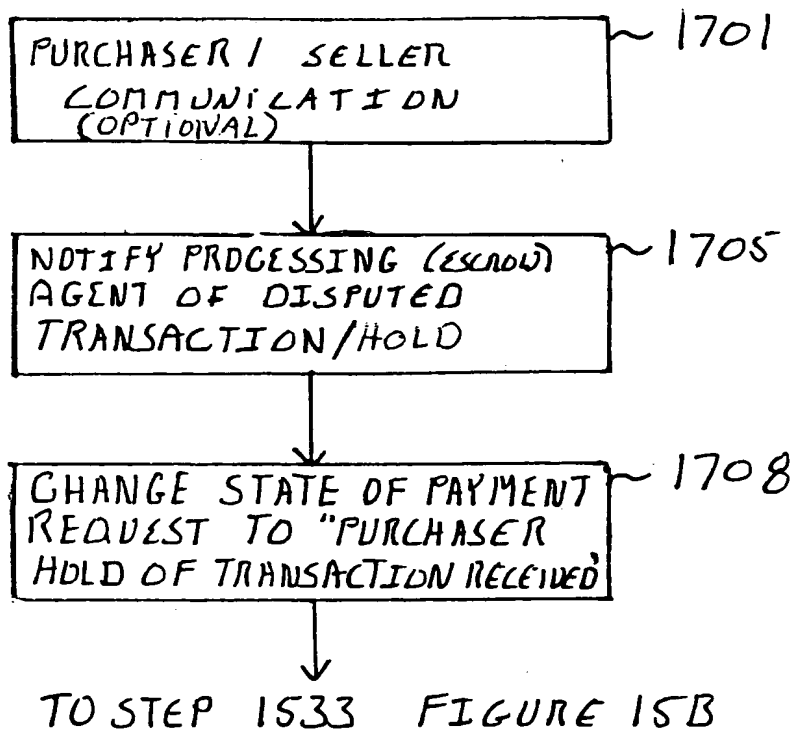 PURCHASER / SELLER
COMMUNICATION
(OPTIONAL)
1701
NOTIFY PROCESSING (ESCROW)
AGENT OF DISPUTED
TRANSACTION/HOLD
1705
CHANGE STATE OF PAYMENT
REQUEST TO "PURCHASER
HOLD OF TRANSACTION RECEIVED"
1708
TO STEP 1533 FIGURE 15B